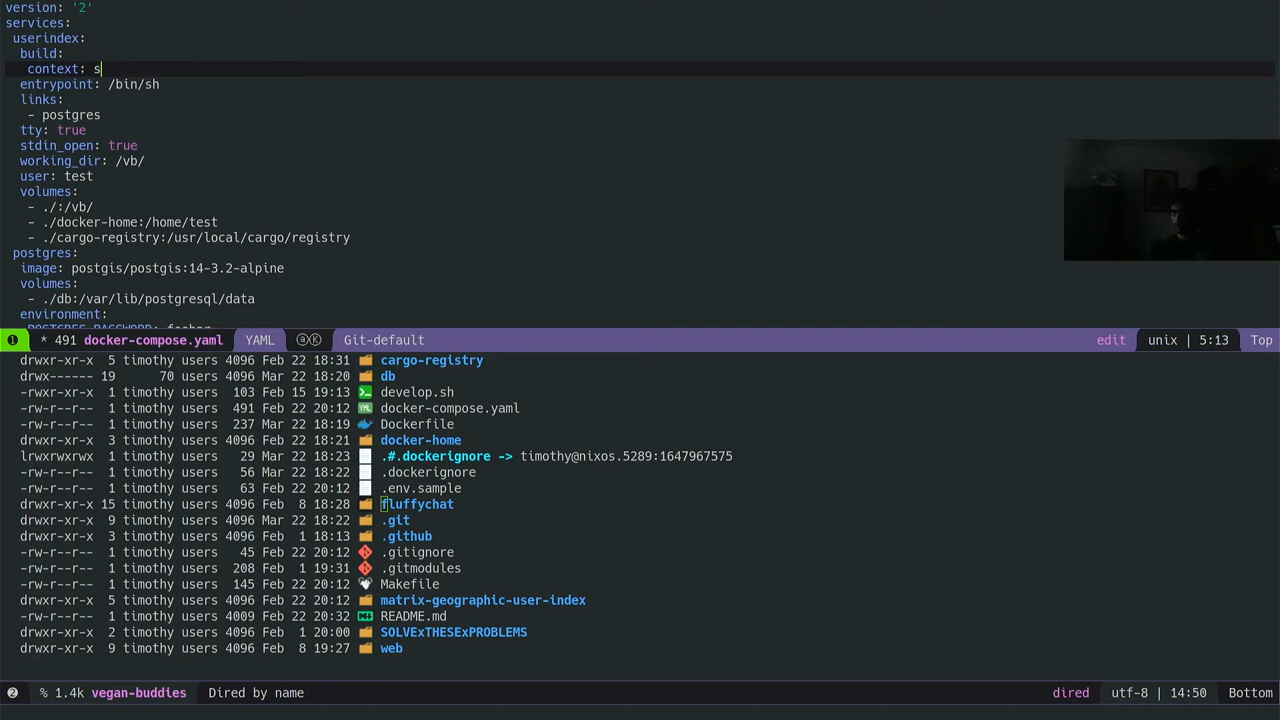 version: '2'
services:
 userindex:
  build:
   context: s
  entrypoint: /bin/sh
  links:
   - postgres
  tty: true
  stdin_open: true
  working_dir: /vb/
  user: test
  volumes:
   - ./:/vb/
   - ./docker-home:/home/test
   - ./cargo-registry:/usr/local/cargo/registry
 postgres:
  image: postgis/postgis:14-3.2-alpine
  volumes:
   - ./db:/var/lib/postgresql/data
  environment:
❶ * 491 docker-compose.yaml YAML ⓐⓀ Git-default edit unix | 5:13 Top
drwxr-xr-x 5 timothy users 4096 Feb 22 18:31 cargo-registry
drwx------ 19 70 users 4096 Mar 22 18:20 db
-rwxr-xr-x 1 timothy users 103 Feb 15 19:13 develop.sh
-rw-r--r-- 1 timothy users 491 Feb 22 20:12 docker-compose.yaml
-rw-r--r-- 1 timothy users 237 Mar 22 18:19 Dockerfile
drwxr-xr-x 3 timothy users 4096 Feb 22 18:21 docker-home
lrwxrwxrwx 1 timothy users 29 Mar 22 18:23 .#.dockerignore -> timothy@nixos.5289:1647967575
-rw-r--r-- 1 timothy users 56 Mar 22 18:22 .dockerignore
-rw-r--r-- 1 timothy users 63 Feb 22 20:12 .env.sample
drwxr-xr-x 15 timothy users 4096 Feb 8 18:28 fluffychat
drwxr-xr-x 9 timothy users 4096 Mar 22 18:22 .git
drwxr-xr-x 3 timothy users 4096 Feb 1 18:13 .github
-rw-r--r-- 1 timothy users 45 Feb 22 20:12 .gitignore
-rw-r--r-- 1 timothy users 208 Feb 1 19:31 .gitmodules
-rw-r--r-- 1 timothy users 145 Feb 22 20:12 Makefile
drwxr-xr-x 5 timothy users 4096 Feb 22 20:12 matrix-geographic-user-index
-rw-r--r-- 1 timothy users 4009 Feb 22 20:32 README.md
drwxr-xr-x 2 timothy users 4096 Feb 1 20:00 SOLVExTHESExPROBLEMS
drwxr-xr-x 9 timothy users 4096 Feb 8 19:27 web
❷ % 1.4k vegan-buddies Dired by name dired utf-8 | 14:50 Bottom